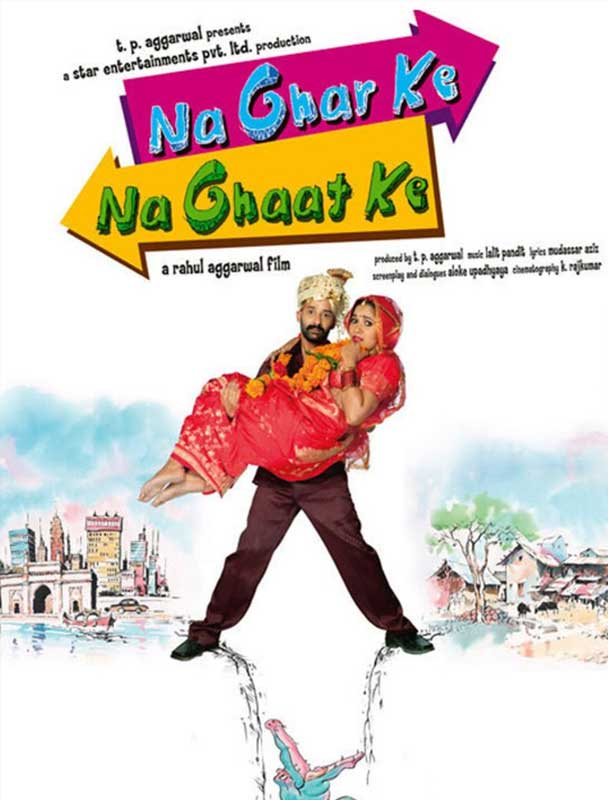 t. p. aggarwal presents
a star entertainments pvt. ltd. production
Na Ghar Ke
Na Ghaat Ke
a rahul aggarwal film
produced by t. p. aggarwal music lalit pandit lyrics mudassar aziz
screenplay and dialogues aloke upadhyaya cinematography k. rajkumar